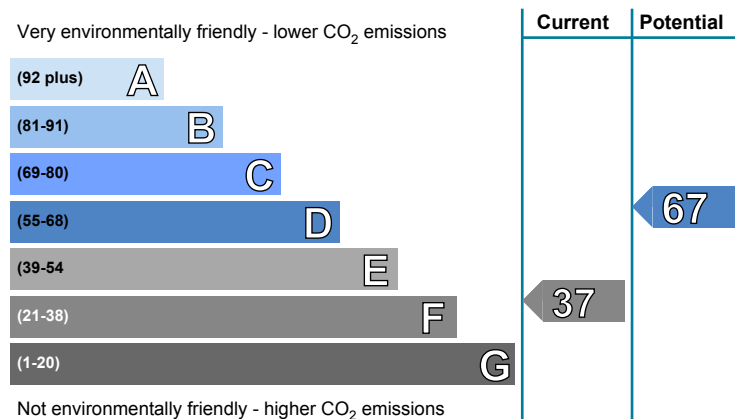 Current Potential
Very environmentally friendly - lower CO2 emissions
(92 plus) A
(81-91) B
(69-80) C
(55-68) D
67
(39-54 E
(21-38) F
37
(1-20) G
Not environmentally friendly - higher CO2 emissions